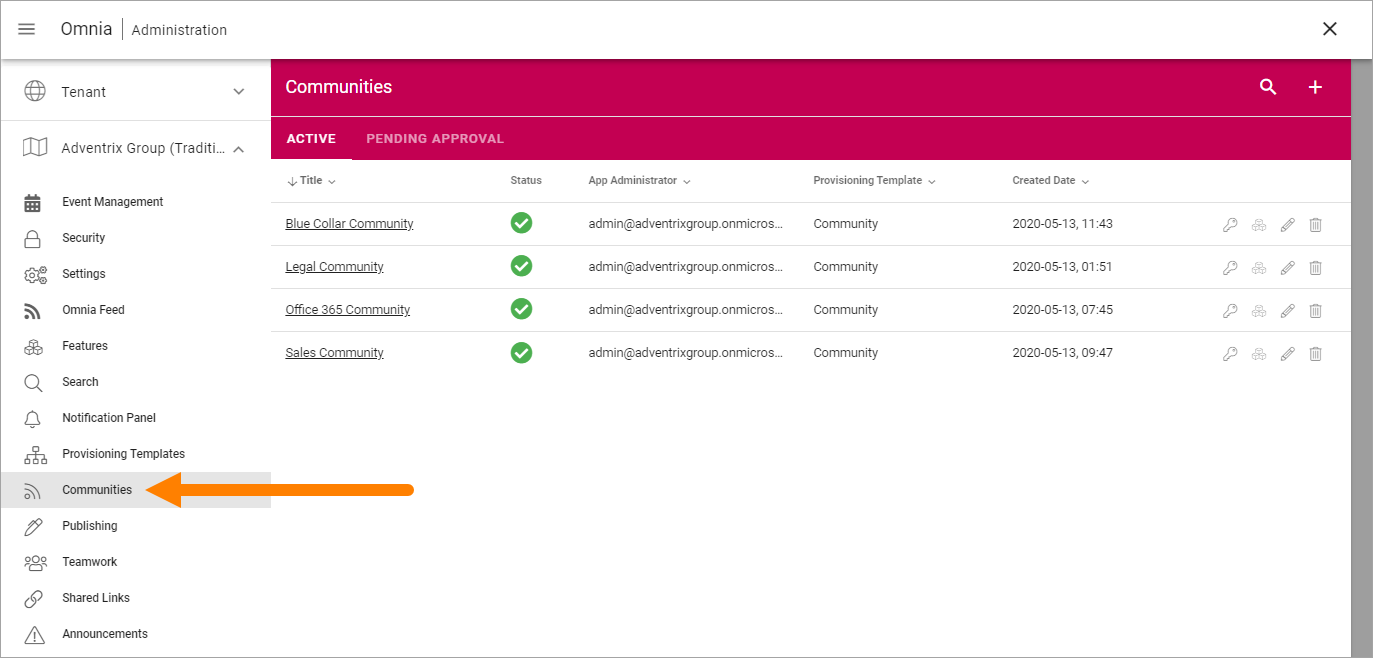 Omnia | Administration
Tenant
Adventrix Group (Traditi...
Event Management
Security
Settings
Omnia Feed
Features
Search
Notification Panel
Provisioning Templates
Communities
Publishing
Teamwork
Shared Links
Announcements
Communities
ACTIVE PENDING APPROVAL
Title Status App Administrator Provisioning Template Created Date
Blue Collar Community admin@adventrixgroup.onmicros... Community 2020-05-13, 11:43
Legal Community admin@adventrixgroup.onmicros... Community 2020-05-13, 01:51
Office 365 Community admin@adventrixgroup.onmicros... Community 2020-05-13, 07:45
Sales Community admin@adventrixgroup.onmicros... Community 2020-05-13, 09:47